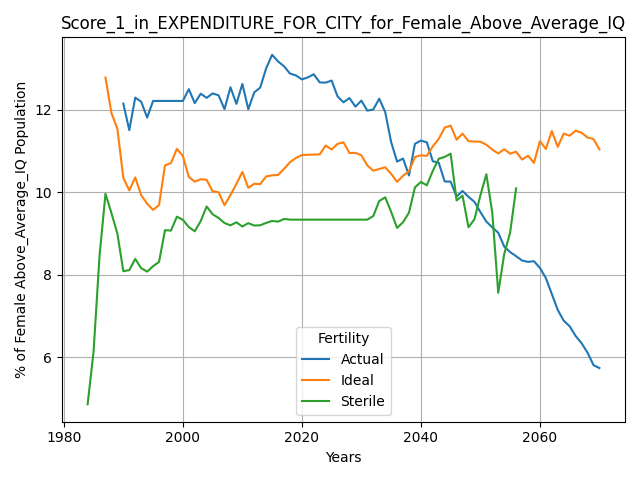 Score_1_in_EXPENDITURE_FOR_CITY_for_Female_Above_Average_IQ
% of Female Above_Average_IQ Population
12
10
8
6
Fertility
Actual
Ideal
Sterile
1980 2000 2020 2040 2060
Years